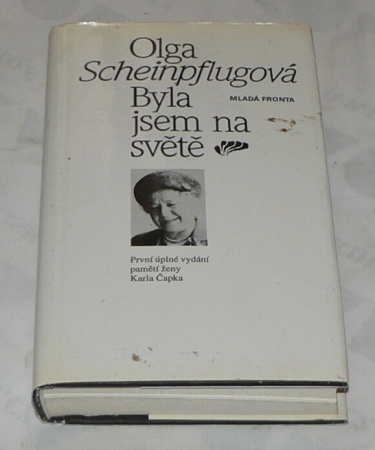 Olga
Scheinpflugová
Byla
jsem na
světě
MLADÁ FRONTA
První úplné vydání
pamětí ženy
Karla Čapka